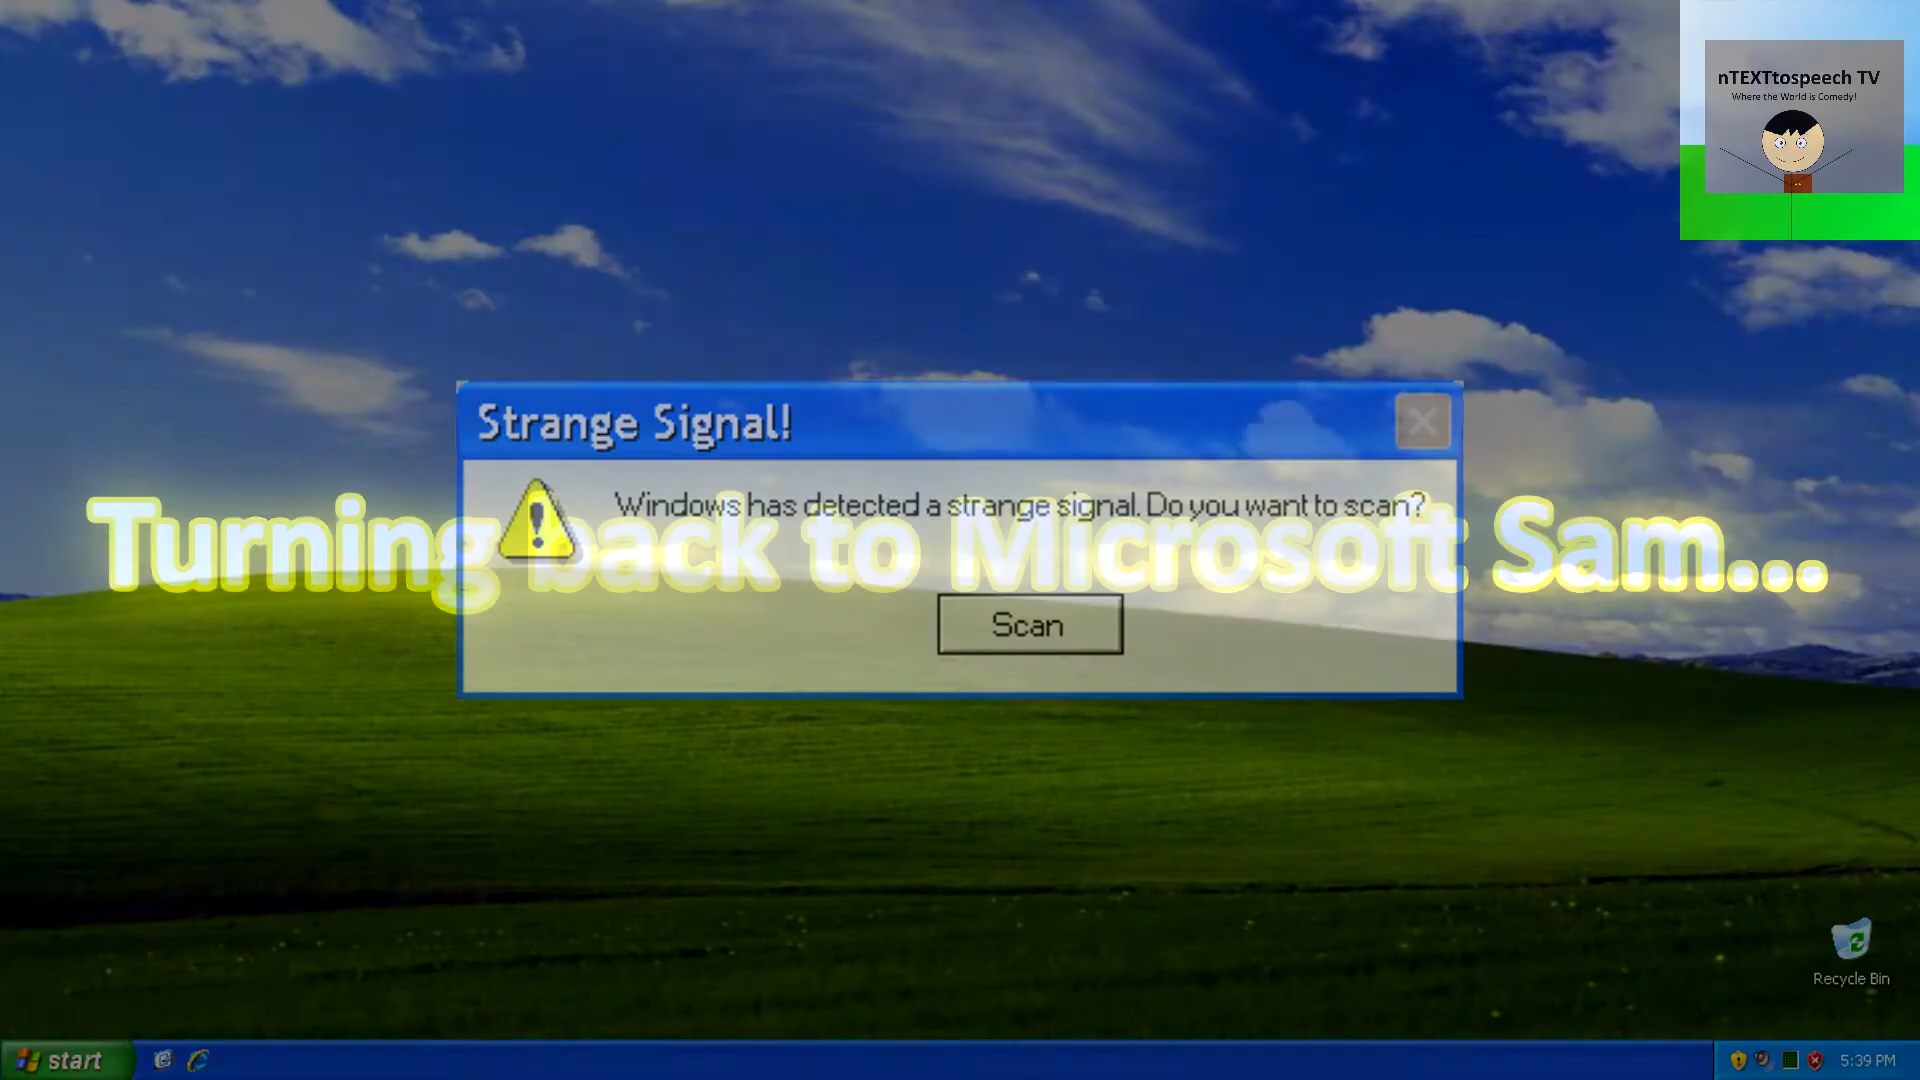 nTEXTtospeech TV
Where the World is Comedy!
Strange Signal!
Windows has detected a strange signal. Do you want to scan?
Turning back to Microsoft Sam...
Scan
Recycle Bin
start
5:39 PM